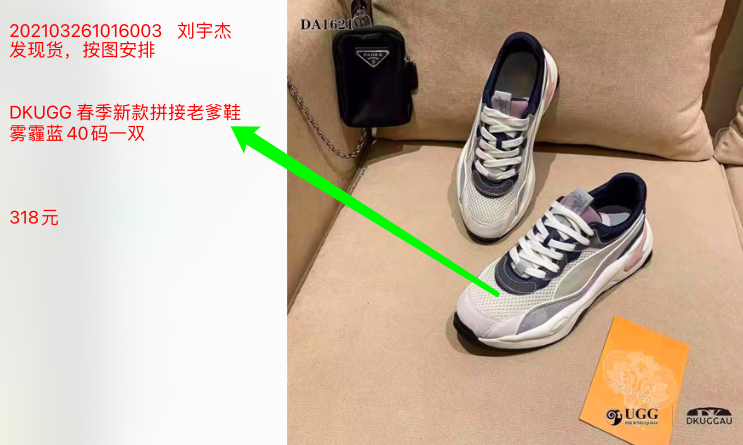 202103261016003 刘宇杰
发现货，按图安排
DKUGG 春季新款拼接老爹鞋
雾霾蓝40码一双
318元
DA1621
PRADA
UGG
DKUGGAU